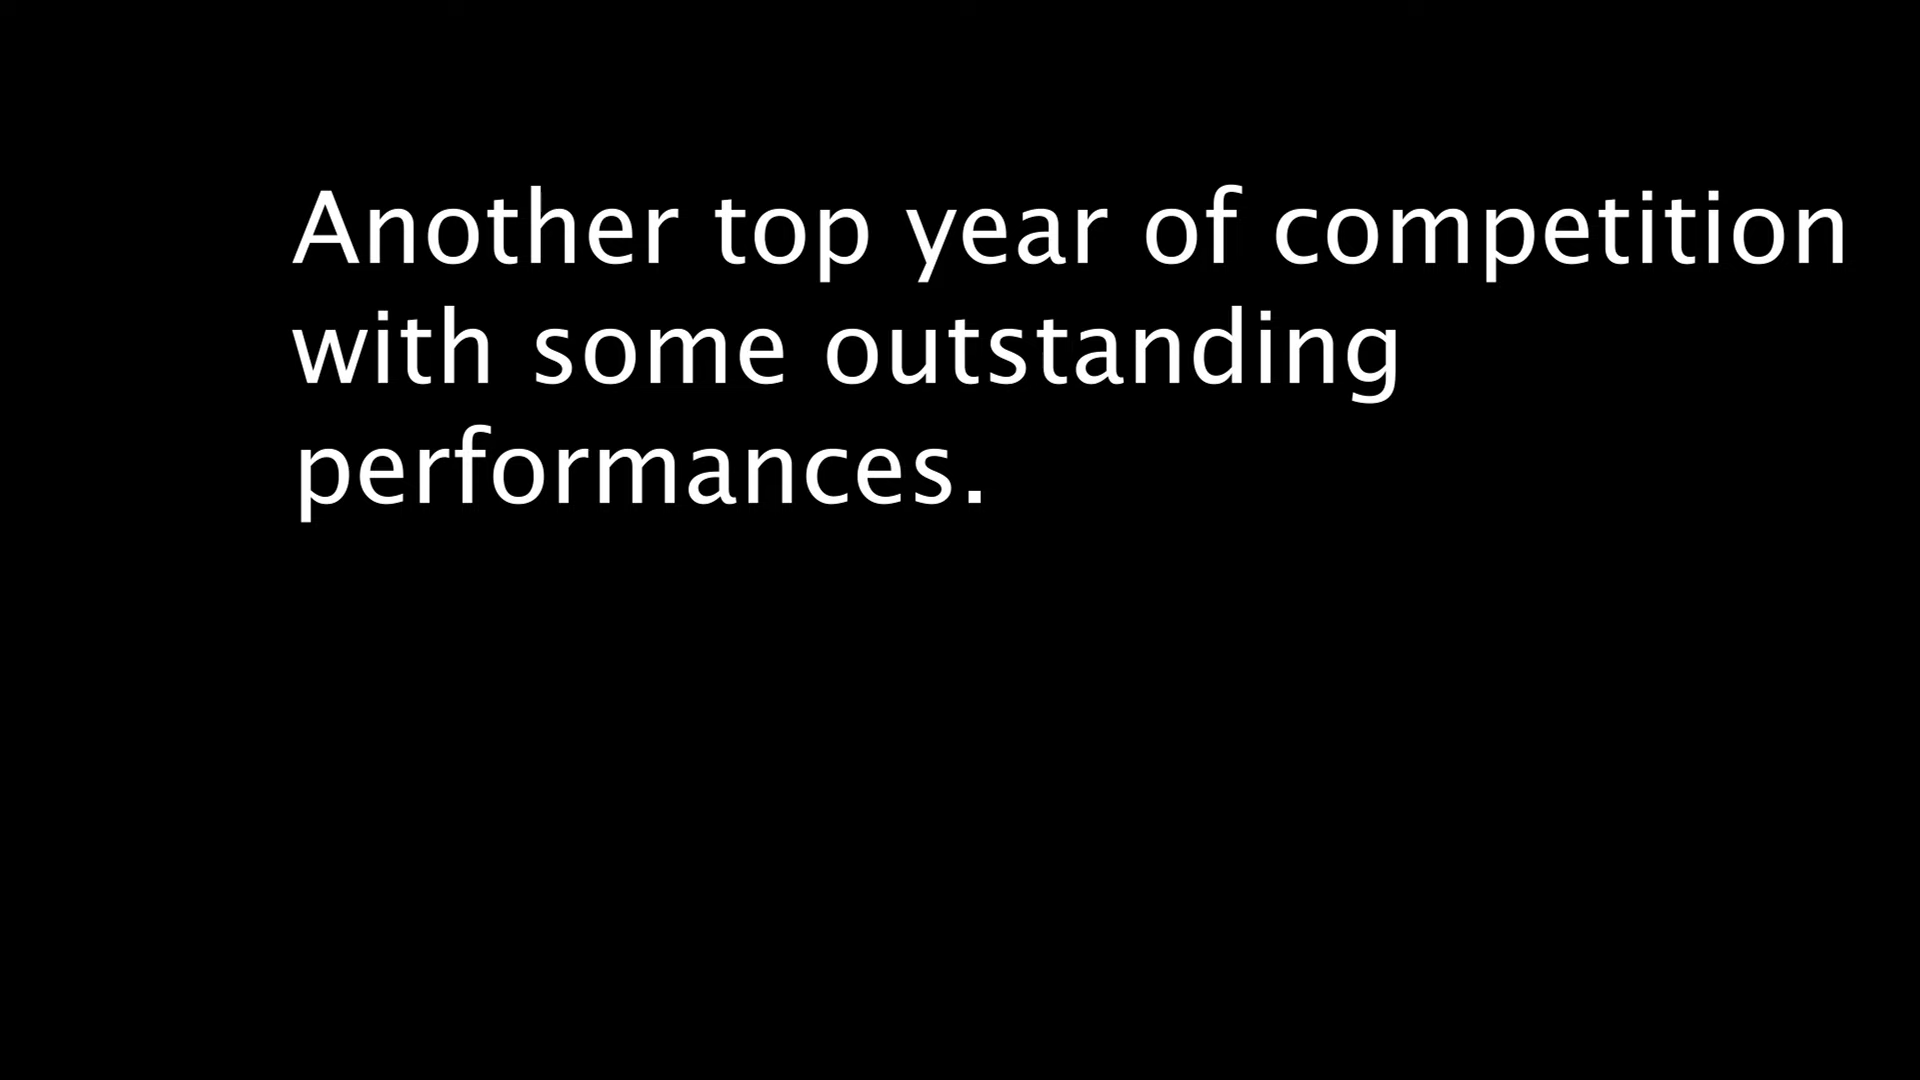 Another top year of competition
with some outstanding
performances.